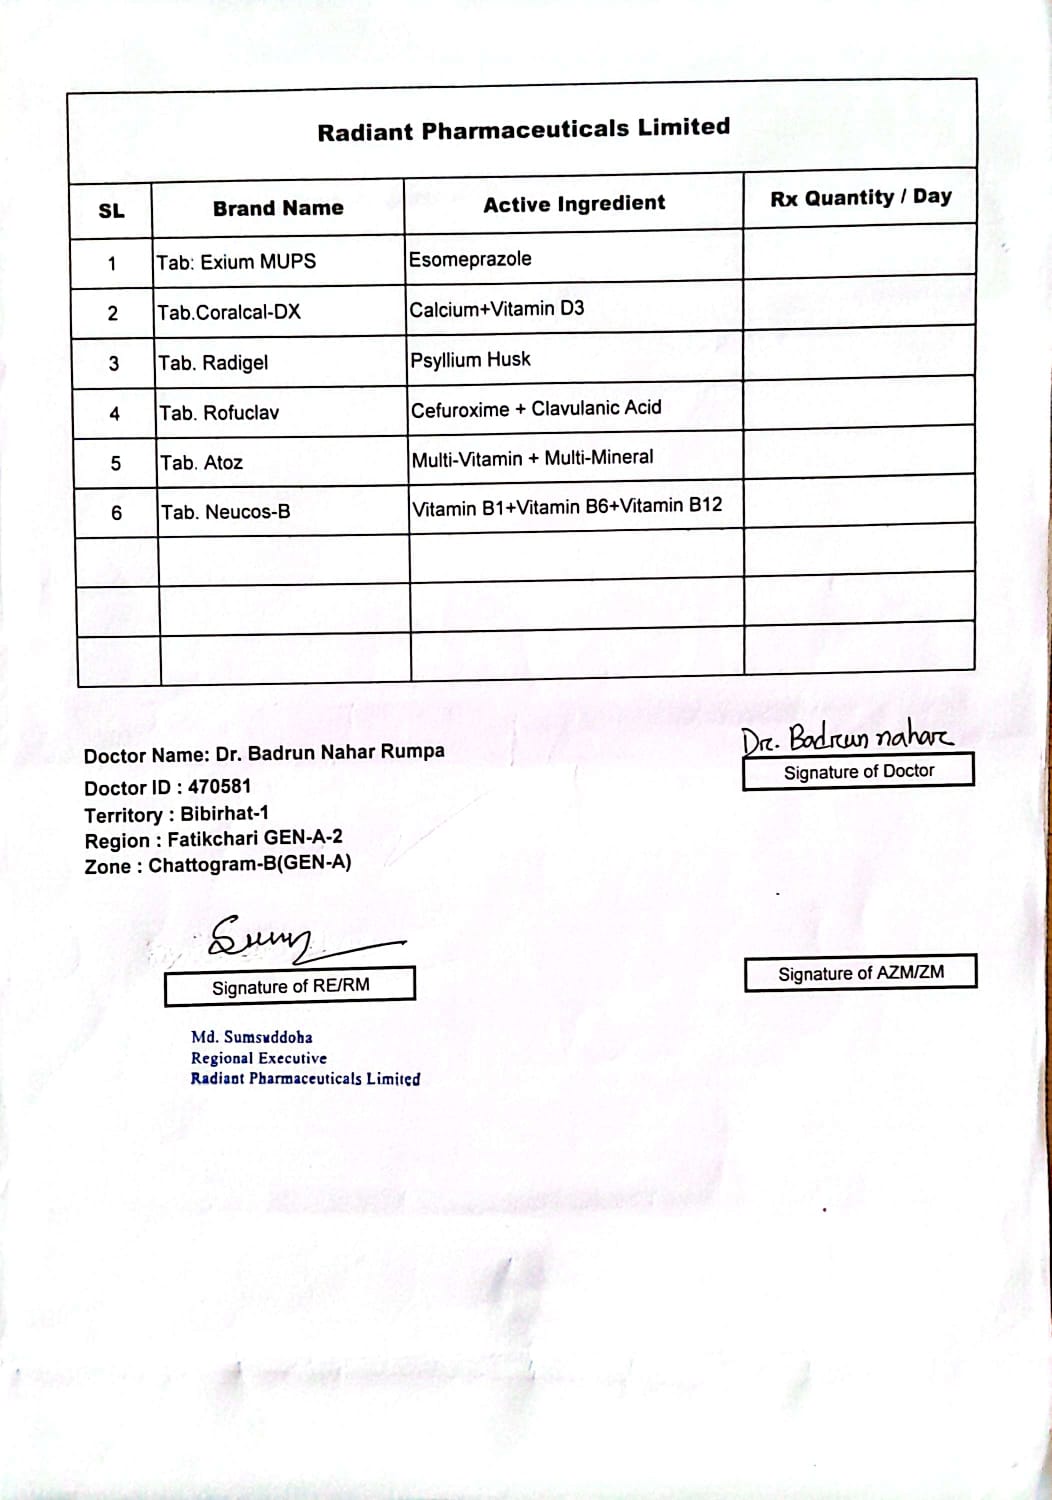 Radiant Pharmaceuticals Limited
SL Brand Name Active Ingredient Rx Quantity / Day
1 Tab: Exium MUPS Esomeprazole
2 Tab.Coralcal-DX Calcium+Vitamin D3
3 Tab. Radigel Psyllium Husk
4 Tab. Rofuclav Cefuroxime + Clavulanic Acid
5 Tab. Atoz Multi-Vitamin + Multi-Mineral
6 Tab. Neucos-B Vitamin B1+Vitamin B6+Vitamin B12
Dr. Badrun nahar
Signature of Doctor
Doctor Name: Dr. Badrun Nahar Rumpa
Doctor ID : 470581
Territory : Bibirhat-1
Region : Fatikchari GEN-A-2
Zone : Chattogram-B(GEN-A)
Signature of RE/RM
Signature of AZM/ZM
Md. Sumsuddoha
Regional Executive
Radiant Pharmaceuticals Limited